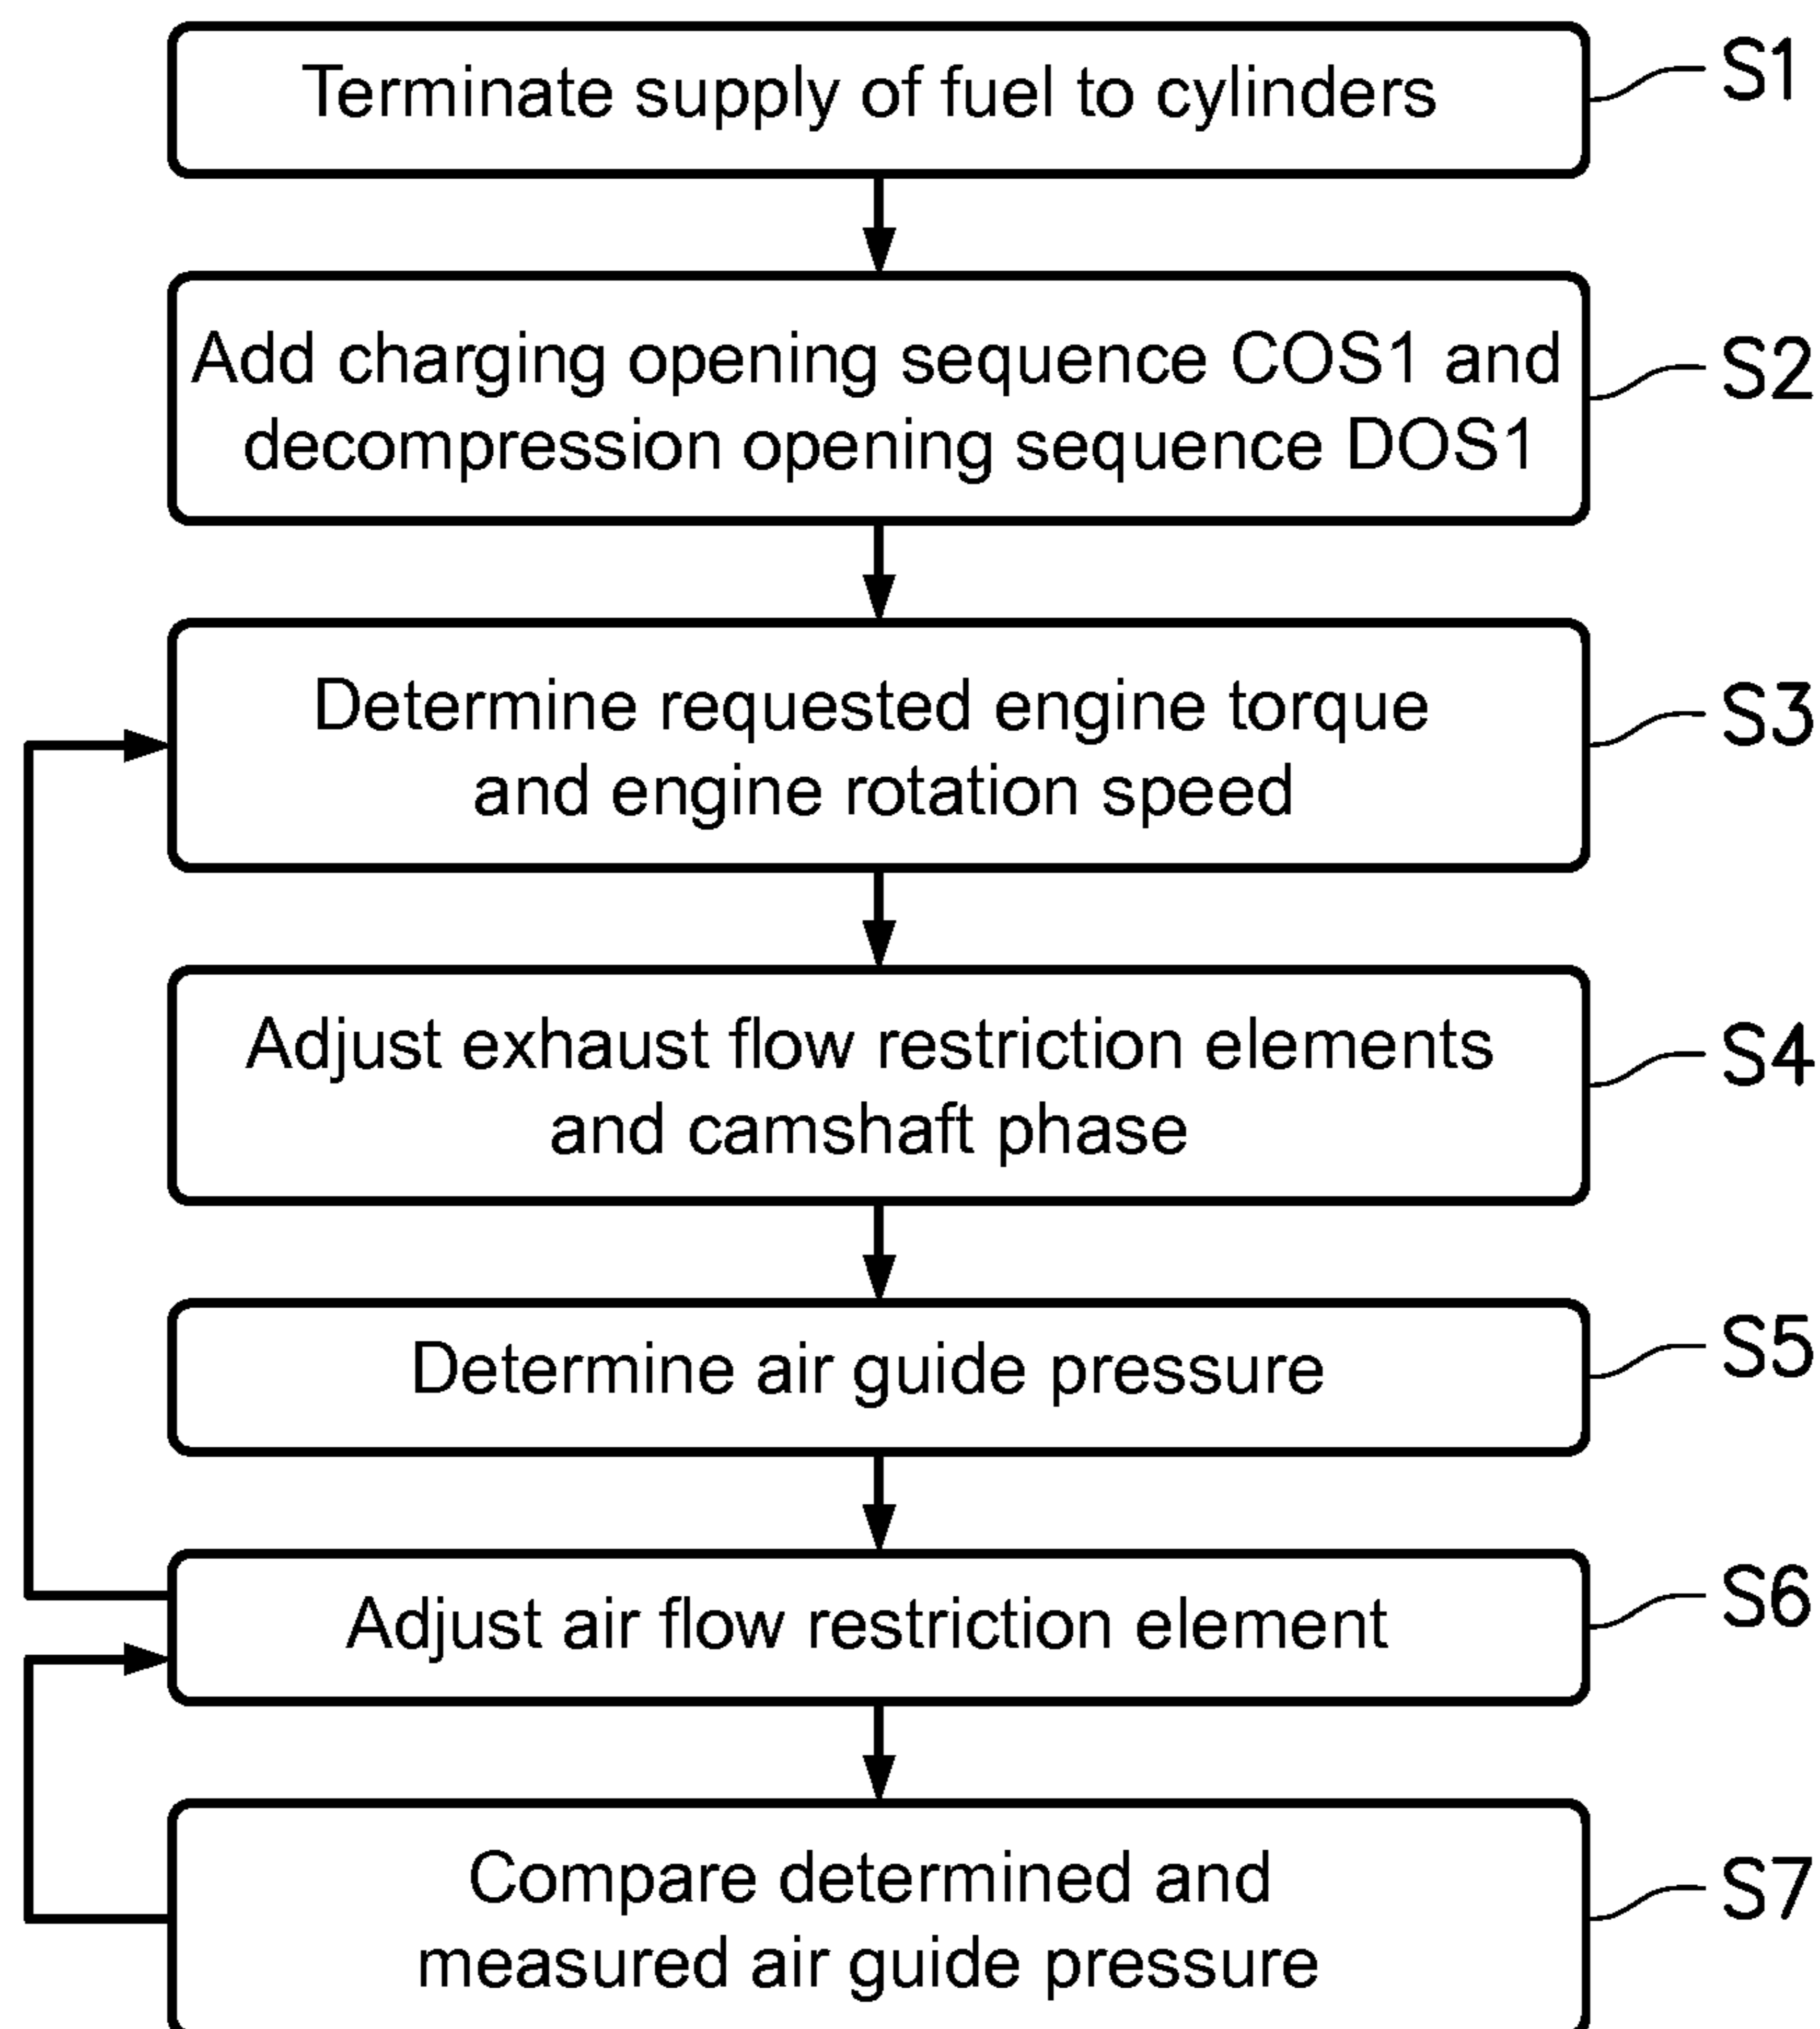 Terminate supply of fuel to cylinders
S1
Add charging opening sequence COS1 and
decompression opening sequence DOS1
S2
Determine requested engine torque
and engine rotation speed
S3
Adjust exhaust flow restriction elements
and camshaft phase
S4
Determine air guide pressure
S5
Adjust air flow restriction element
S6
Compare determined and
measured air guide pressure
S7